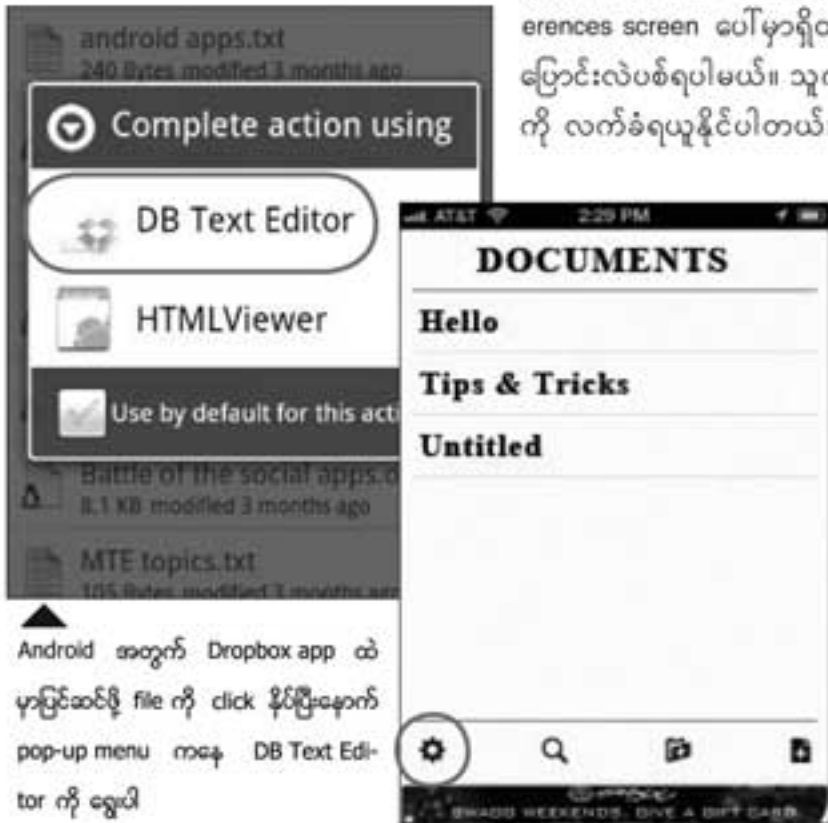 erences screen ပေါ်မှာရှိ
ပြောင်းလဲပစ်ရပါမယ်။
ကို လက်ခံရယူနိုင်ပါတယ်
android apps.txt
240 Bytes modified 3 months ago
Complete action using
DB Text Editor
HTMLViewer
Use by default for this acti
Battle of the social apps.o
8.1 KB modified 3 months ago
MTE topics.txt
105 Bytes modified 3 months ago
Android အတွက် Dropbox app ထဲ
မှာပြင်ဆင်ဖို့ file ကို click နှိပ်ပြီးနောက်
pop-up menu ကနေ DB Text Edi-
tor ကို ရွေးပါ
AT&T 2:29 PM
DOCUMENTS
Hello
Tips & Tricks
Untitled
WEEKENDS. GIVE A GIFT CARD.